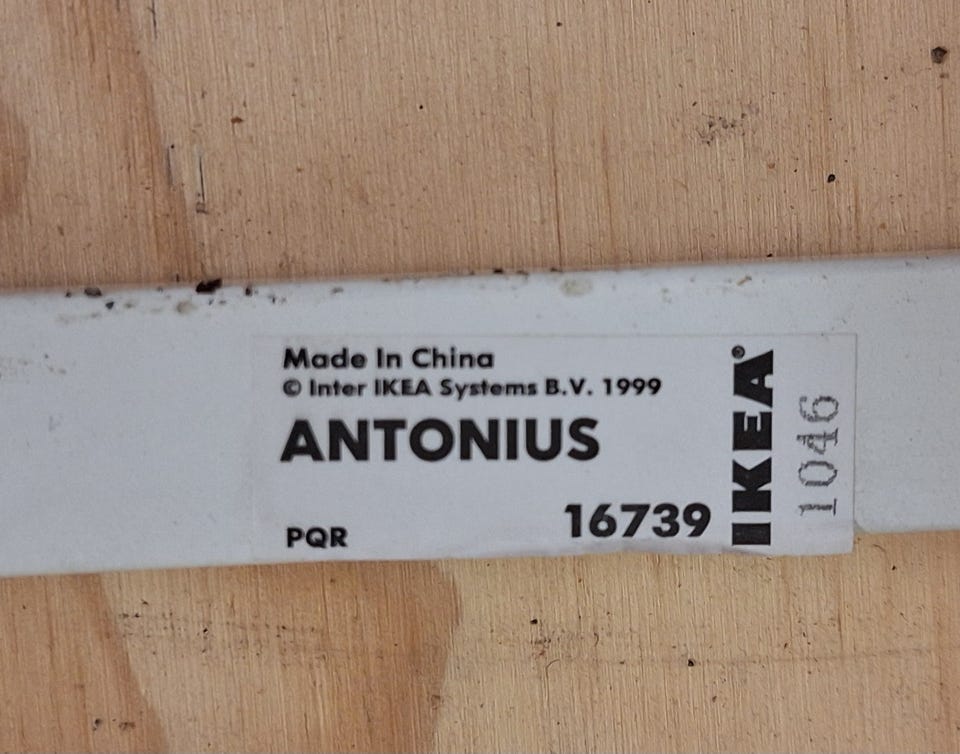 Made In China
© Inter IKEA Systems B.V. 1999
ANTONIUS
PQR
16739
IKEA®
1046